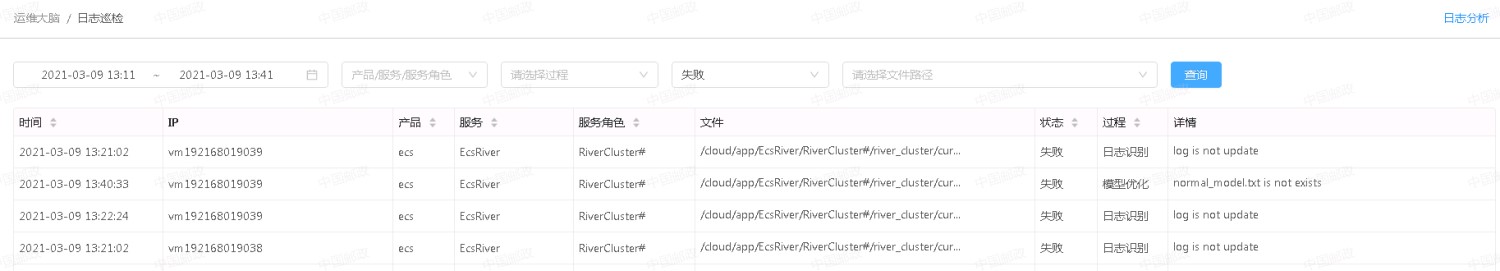 运维大脑 / 日志巡检 日志分析
2021-03-09 13:11 ~ 2021-03-09 13:41 产品/服务/服务角色 请选择过程 失败 请选择文件路径 查询
时间 IP 产品 服务 服务角色 文件 状态 过程 详情
2021-03-09 13:21:02 vm192168019039 ecs EcsRiver RiverCluster# /cloud/app/EcsRiver/RiverCluster#/river_cluster/cur... 失败 日志识别 log is not update
2021-03-09 13:40:33 vm192168019039 ecs EcsRiver RiverCluster# /cloud/app/EcsRiver/RiverCluster#/river_cluster/cur... 失败 模型优化 normal_model.txt is not exists
2021-03-09 13:22:24 vm192168019039 ecs EcsRiver RiverCluster# /cloud/app/EcsRiver/RiverCluster#/river_cluster/cur... 失败 日志识别 log is not update
2021-03-09 13:21:02 vm192168019038 ecs EcsRiver RiverCluster# /cloud/app/EcsRiver/RiverCluster#/river_cluster/cur... 失败 日志识别 log is not update